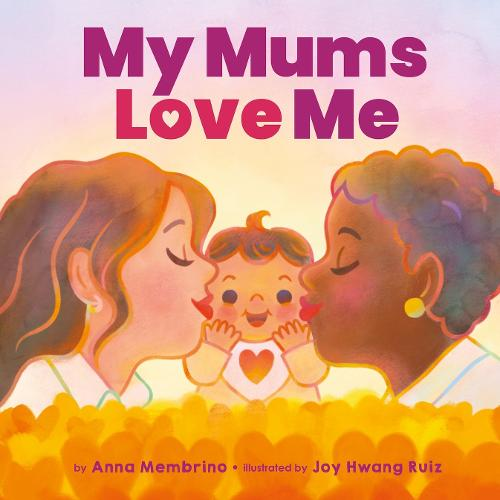 My Mums
Love Me
by Anna Membrino • illustrated by Joy Hwang Ruiz